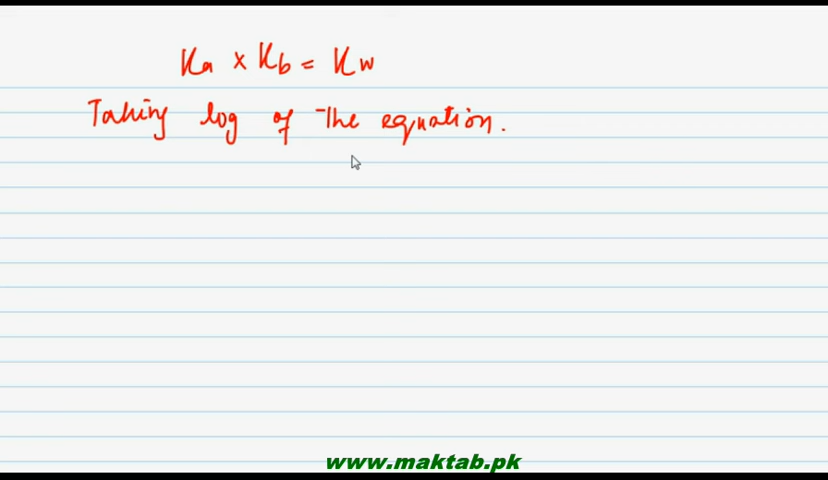 Ka × Kb = Kw
Taking log of The equation.
www.maktab.pk